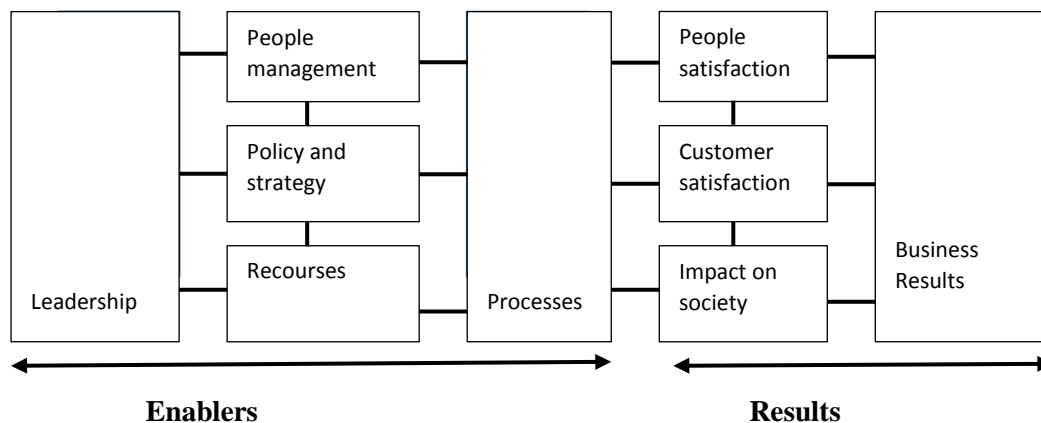 Leadership
People
management
Policy and
strategy
Recourses
Processes
People
satisfaction
Customer
satisfaction
Impact on
society
Business
Results
Enablers
Results